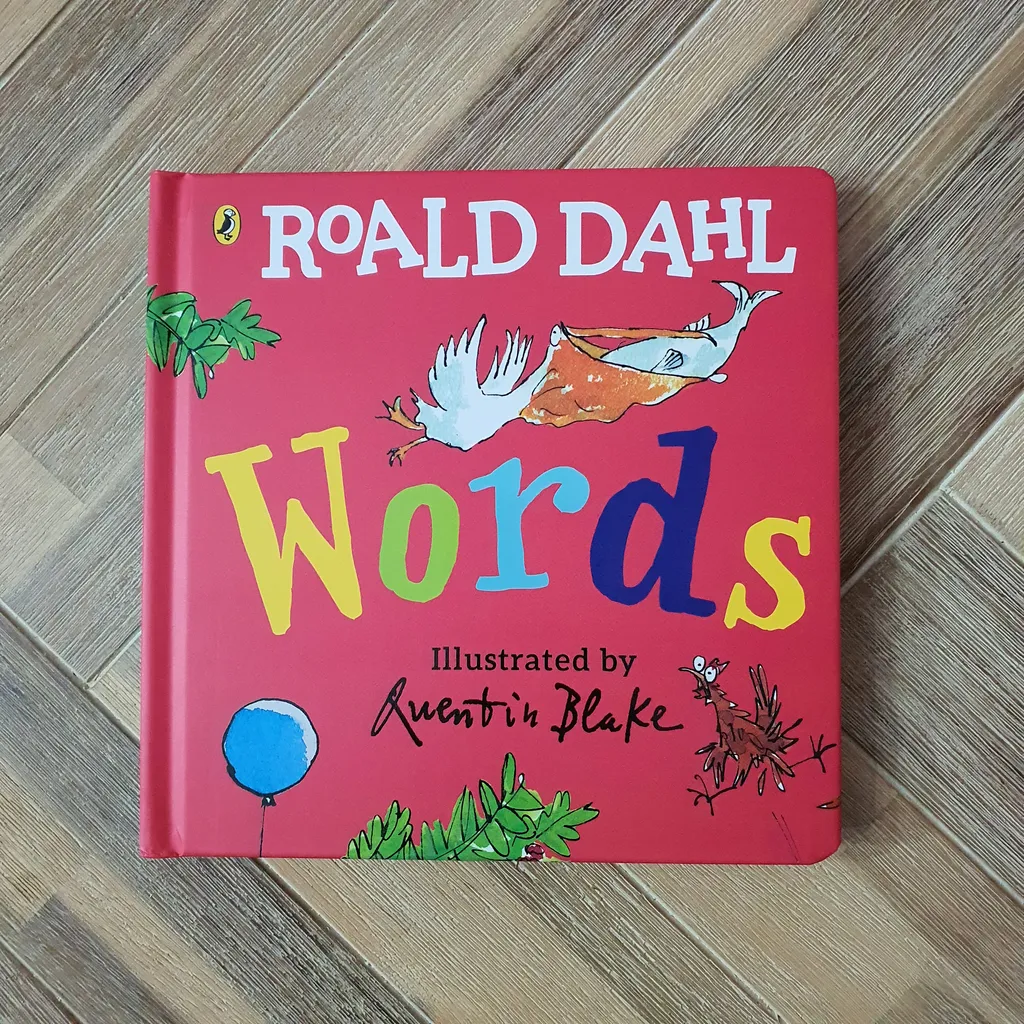 ROALD DAHL
Words
Illustrated by
Quentin Blake